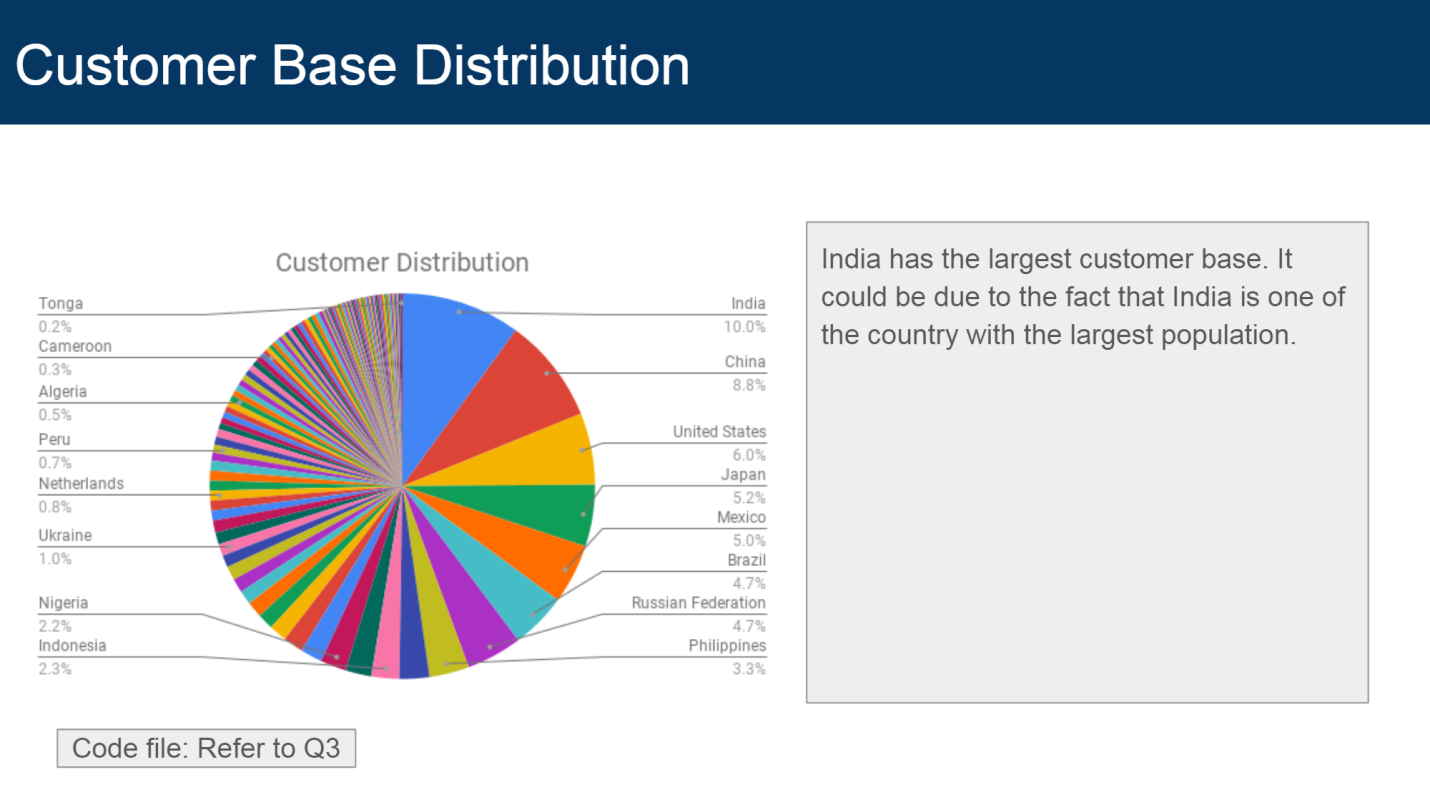 Customer Base Distribution
Customer Distribution
Tonga
0.2%
Cameroon
0.3%
Algeria
0.5%
Peru
0.7%
Netherlands
0.8%
Ukraine
1.0%
Nigeria
2.2%
Indonesia
2.3%
India
10.0%
China
8.8%
United States
6.0%
Japan
5.2%
Mexico
5.0%
Brazil
4.7%
Russian Federation
4.7%
Philippines
3.3%
India has the largest customer base. It
could be due to the fact that India is one of
the country with the largest population.
Code file: Refer to Q3